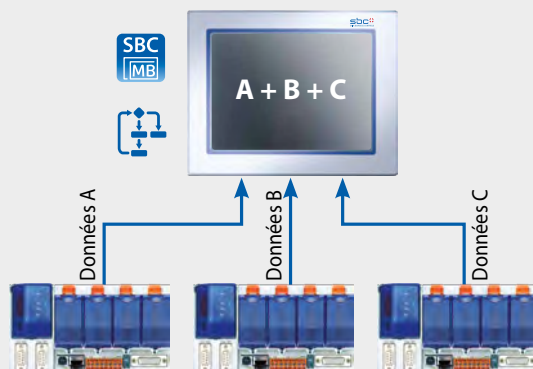 sbc
SBC
MB
A + B + C
Données A
Données B
Données C